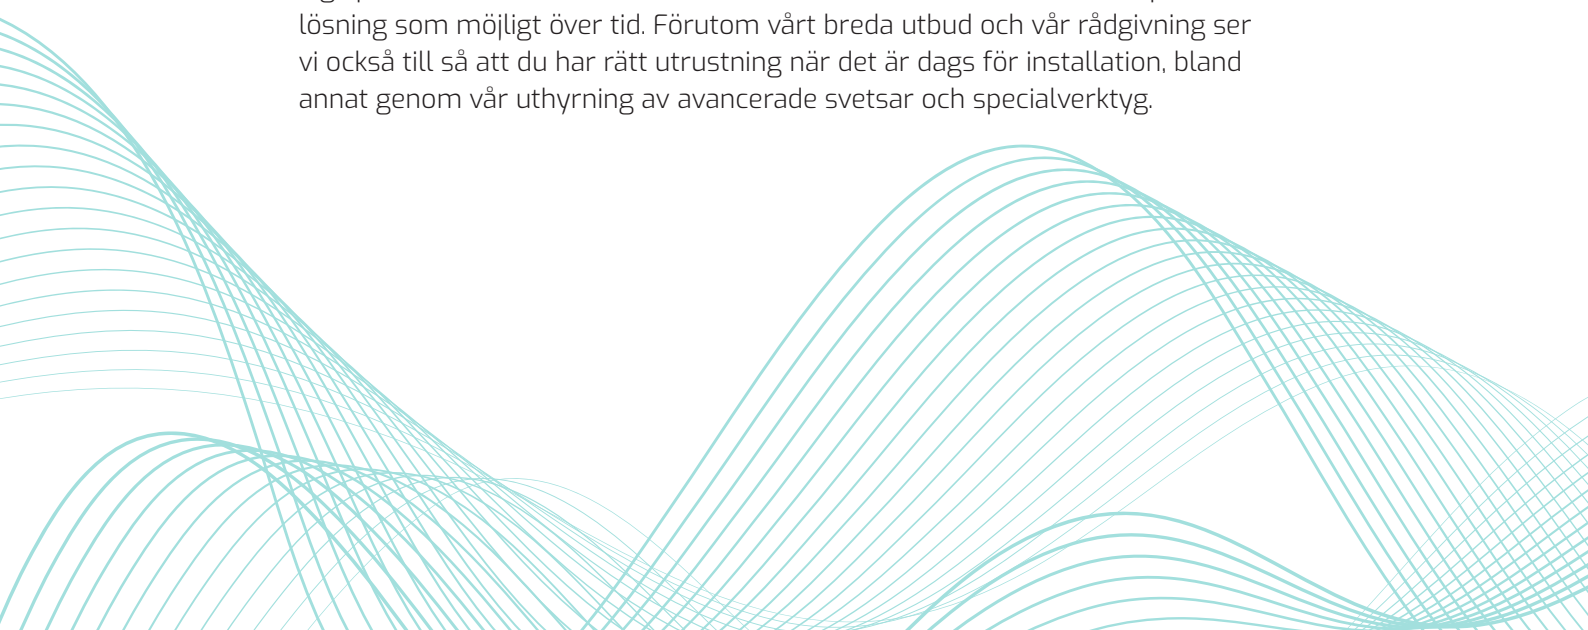 lösning som möjligt över tid. Förutom vårt breda utbud och vår rådgivning ser
vi också till så att du har rätt utrustning när det är dags för installation, bland
annat genom vår uthyrning av avancerade svetsar och specialverktyg.